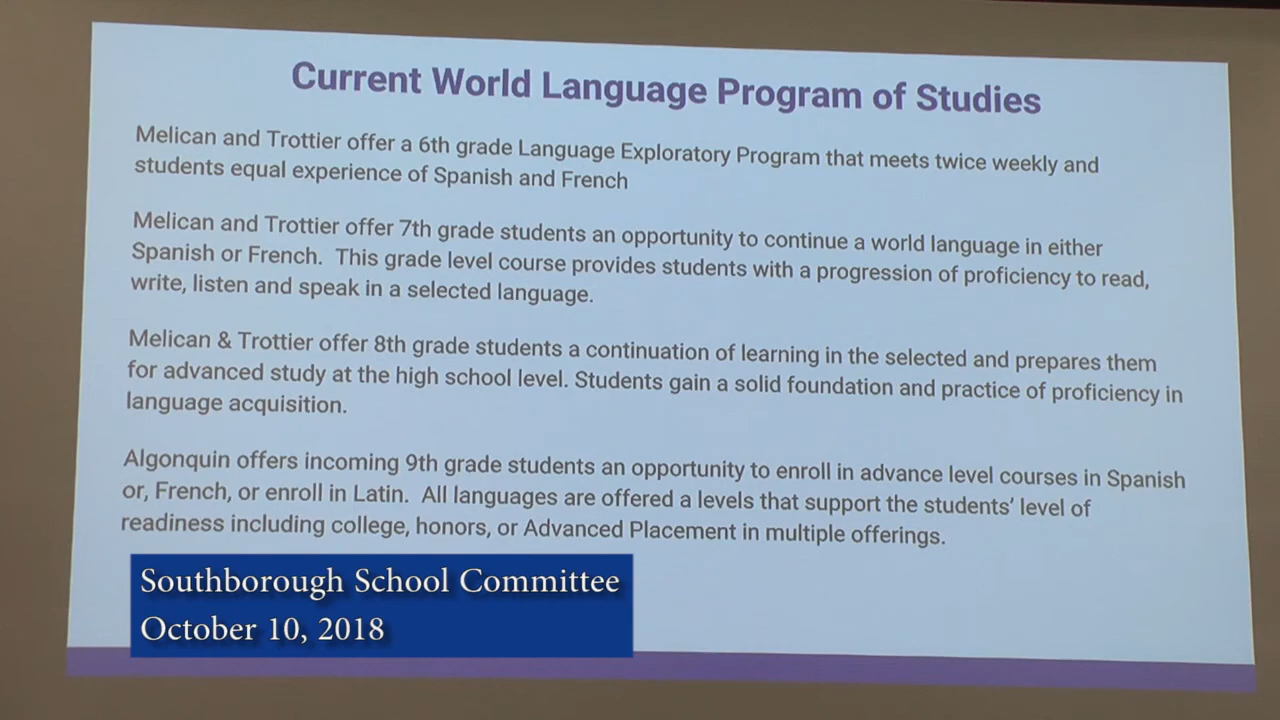 Current World Language Program of Studies
Melican and Trottier offer a 6th grade Language Exploratory Program that meets twice weekly and
students equal experience of Spanish and French
Melican and Trottier offer 7th grade students an opportunity to continue a world language in either
Spanish or French. This grade level course provides students with a progression of proficiency to read,
write, listen and speak in a selected language.
Melican & Trottier offer 8th grade students a continuation of learning in the selected and prepares them
for advanced study at the high school level. Students gain a solid foundation and practice of proficiency in
language acquisition.
Algonquin offers incoming 9th grade students an opportunity to enroll in advance level courses in Spanish
or, French, or enroll in Latin. All languages are offered a levels that support the students' level of
readiness including college, honors, or Advanced Placement in multiple offerings.
Southborough School Committee
October 10, 2018